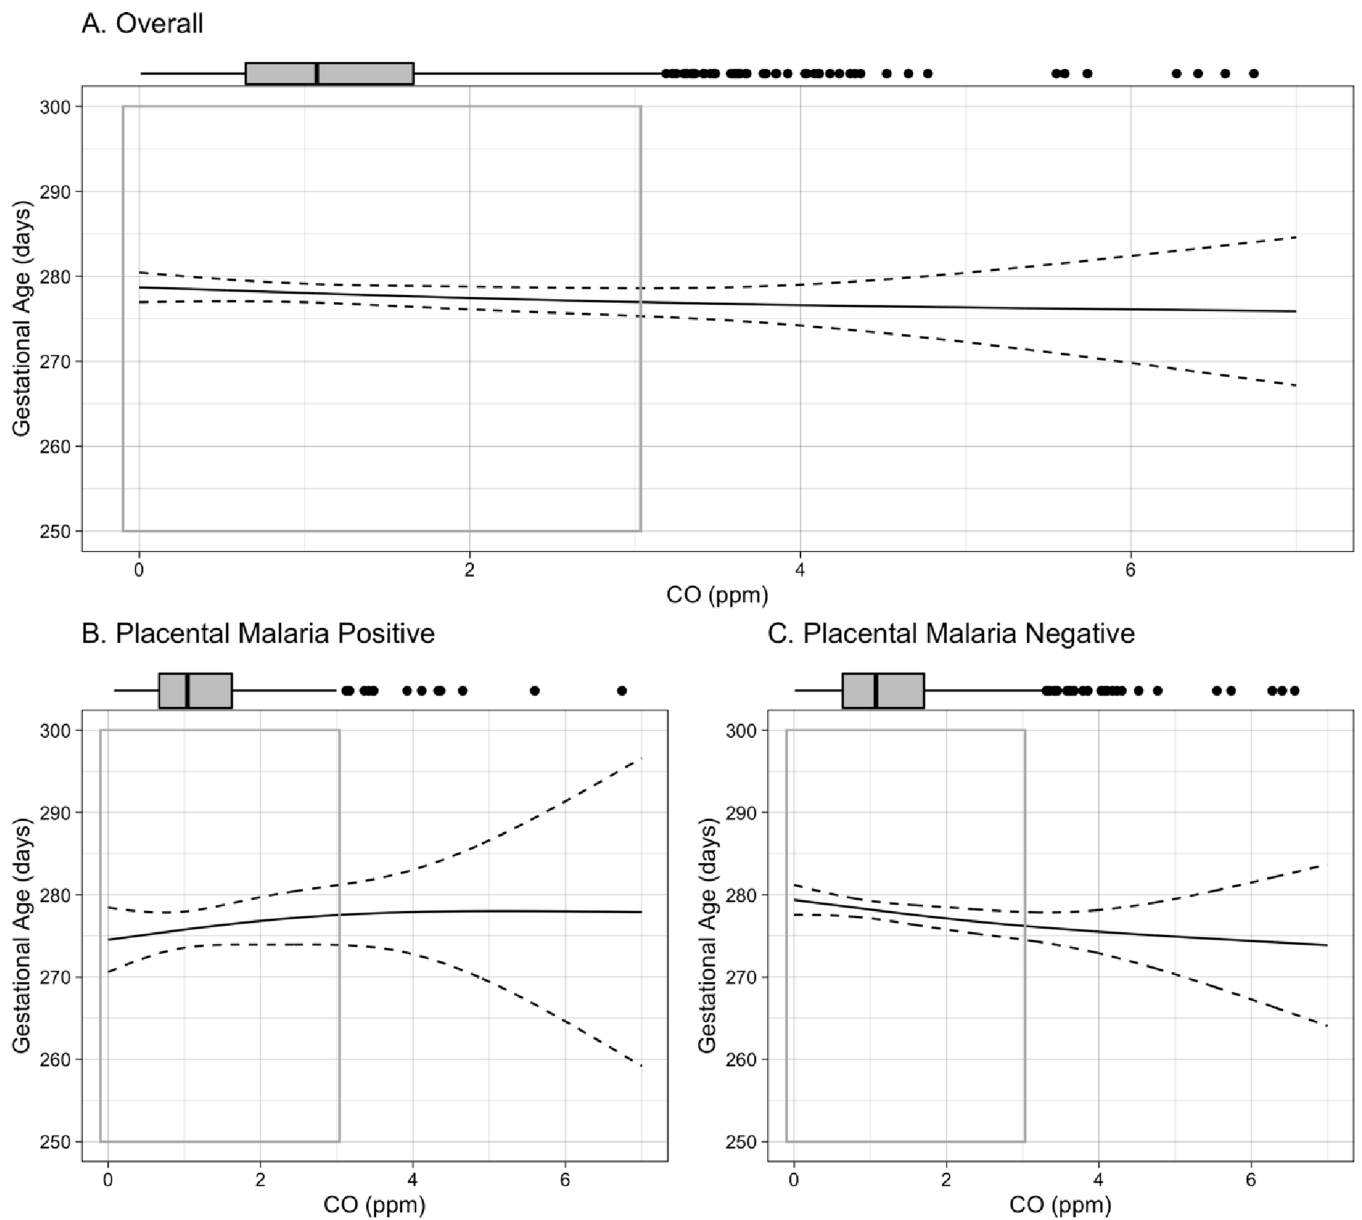 A. Overall
300
290
280
270
260
250
Gestational Age (days)
0 2 4 6
CO (ppm)
B. Placental Malaria Positive
300
290
280
270
260
250
Gestational Age (days)
0 2 4 6
CO (ppm)
C. Placental Malaria Negative
300
290
280
270
260
250
Gestational Age (days)
0 2 4 6
CO (ppm)